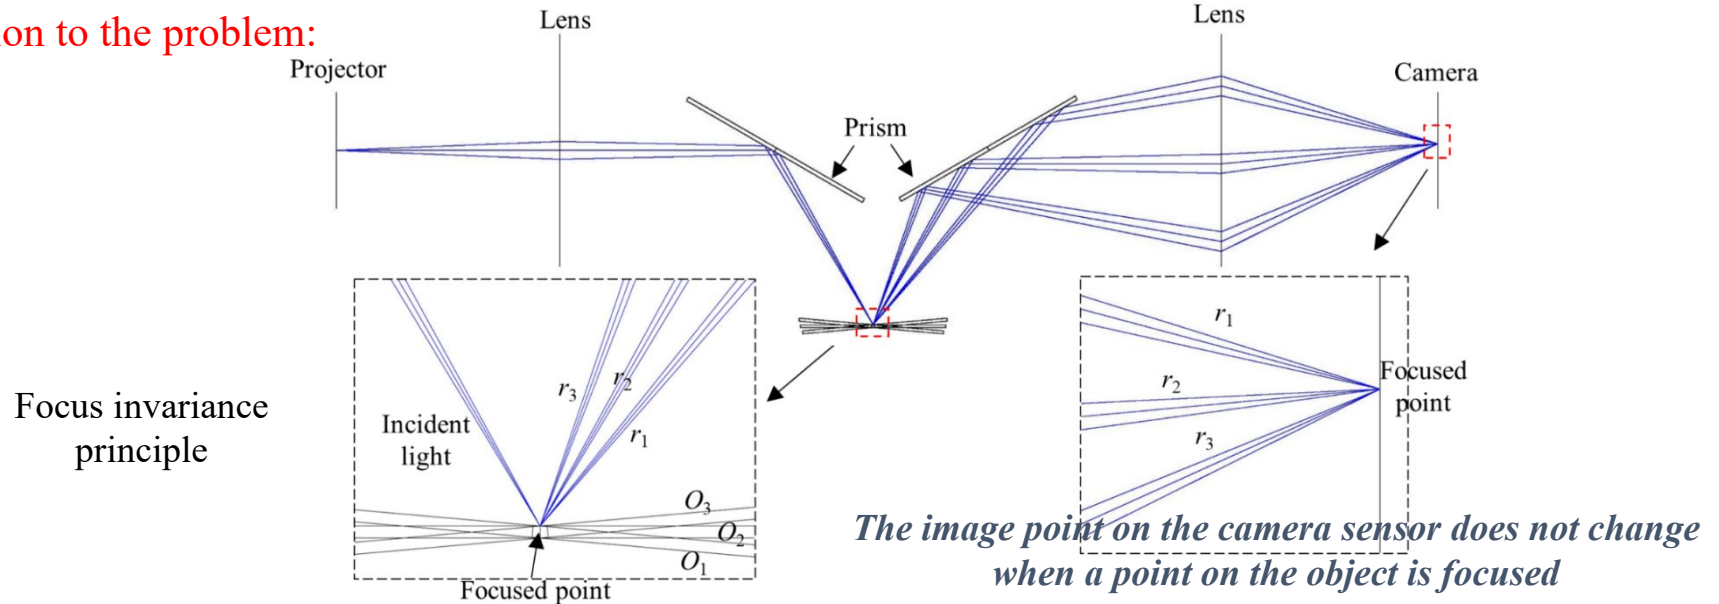 on to the problem:
Lens
Lens
Projector
Camera
Prism
Focus invariance
principle
Incident
light
r3
r2
r1
O3
O2
O1
Focused point
r1
r2
r3
Focused
point
The image point on the camera sensor does not change
when a point on the object is focused